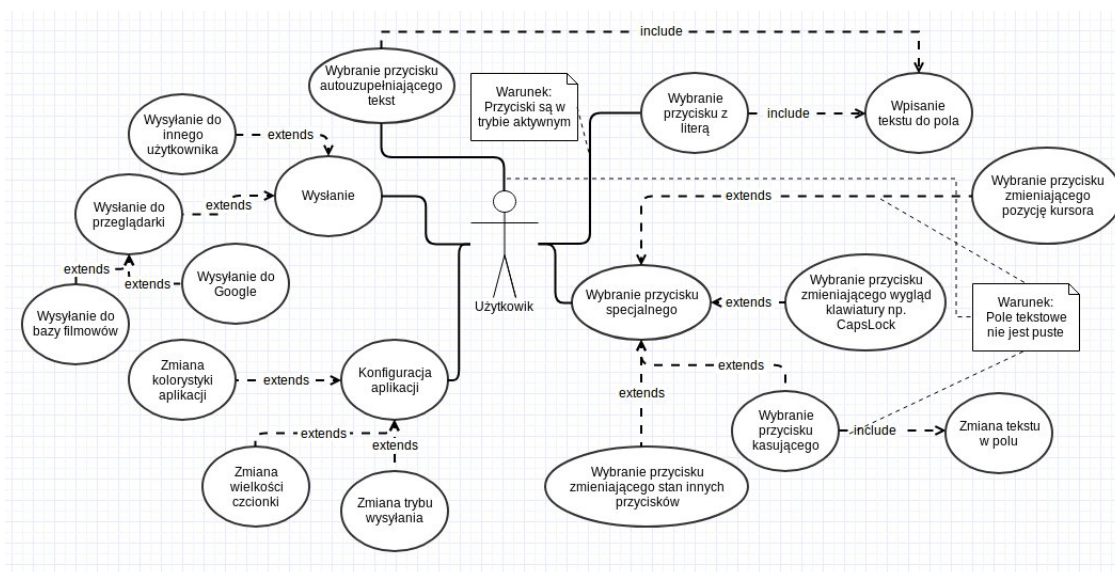 include
Wybranie przycisku
autouzupełniającego
tekst
Warunek:
Przyciski są w
trybie aktywnym
Wybranie
przycisku z
literą
include
Wpisanie
tekstu do pola
Wysyłanie do
innego
użytkownika
extends
Wysłanie
Wysłanie do
przeglądarki
extends
extends
extends
Wysyłanie do
Google
Wysyłanie do
bazy filmowów
Użytkowik
extends
Wybranie przycisku
zmieniającego
pozycję kursora
Wybranie przycisku
specjalnego
extends
Wybranie przycisku
zmieniającego wygląd
klawiatury np.
CapsLock
Warunek:
Pole tekstowe
nie jest puste
Zmiana
kolorystyki
aplikacji
extends
Konfiguracja
aplikacji
extends
extends
Zmiana
wielkości
czcionki
Zmiana trybu
wysyłania
extends
extends
Wybranie
przycisku
kasującego
include
Zmiana tekstu
w polu
Wybranie przycisku
zmieniającego stan innych
przycisków